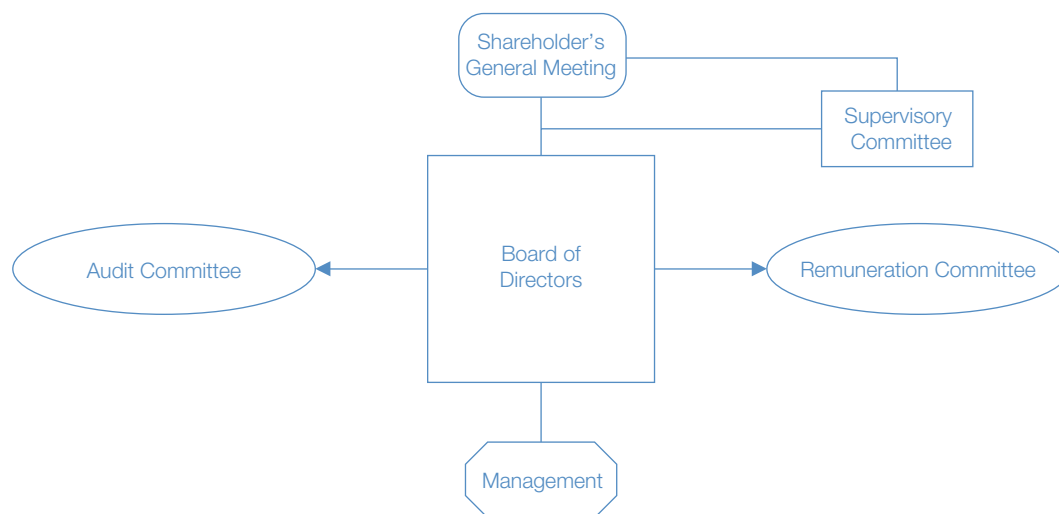 Shareholder's
General Meeting
Supervisory
Committee
Audit Committee
Board of
Directors
Remuneration Committee
Management